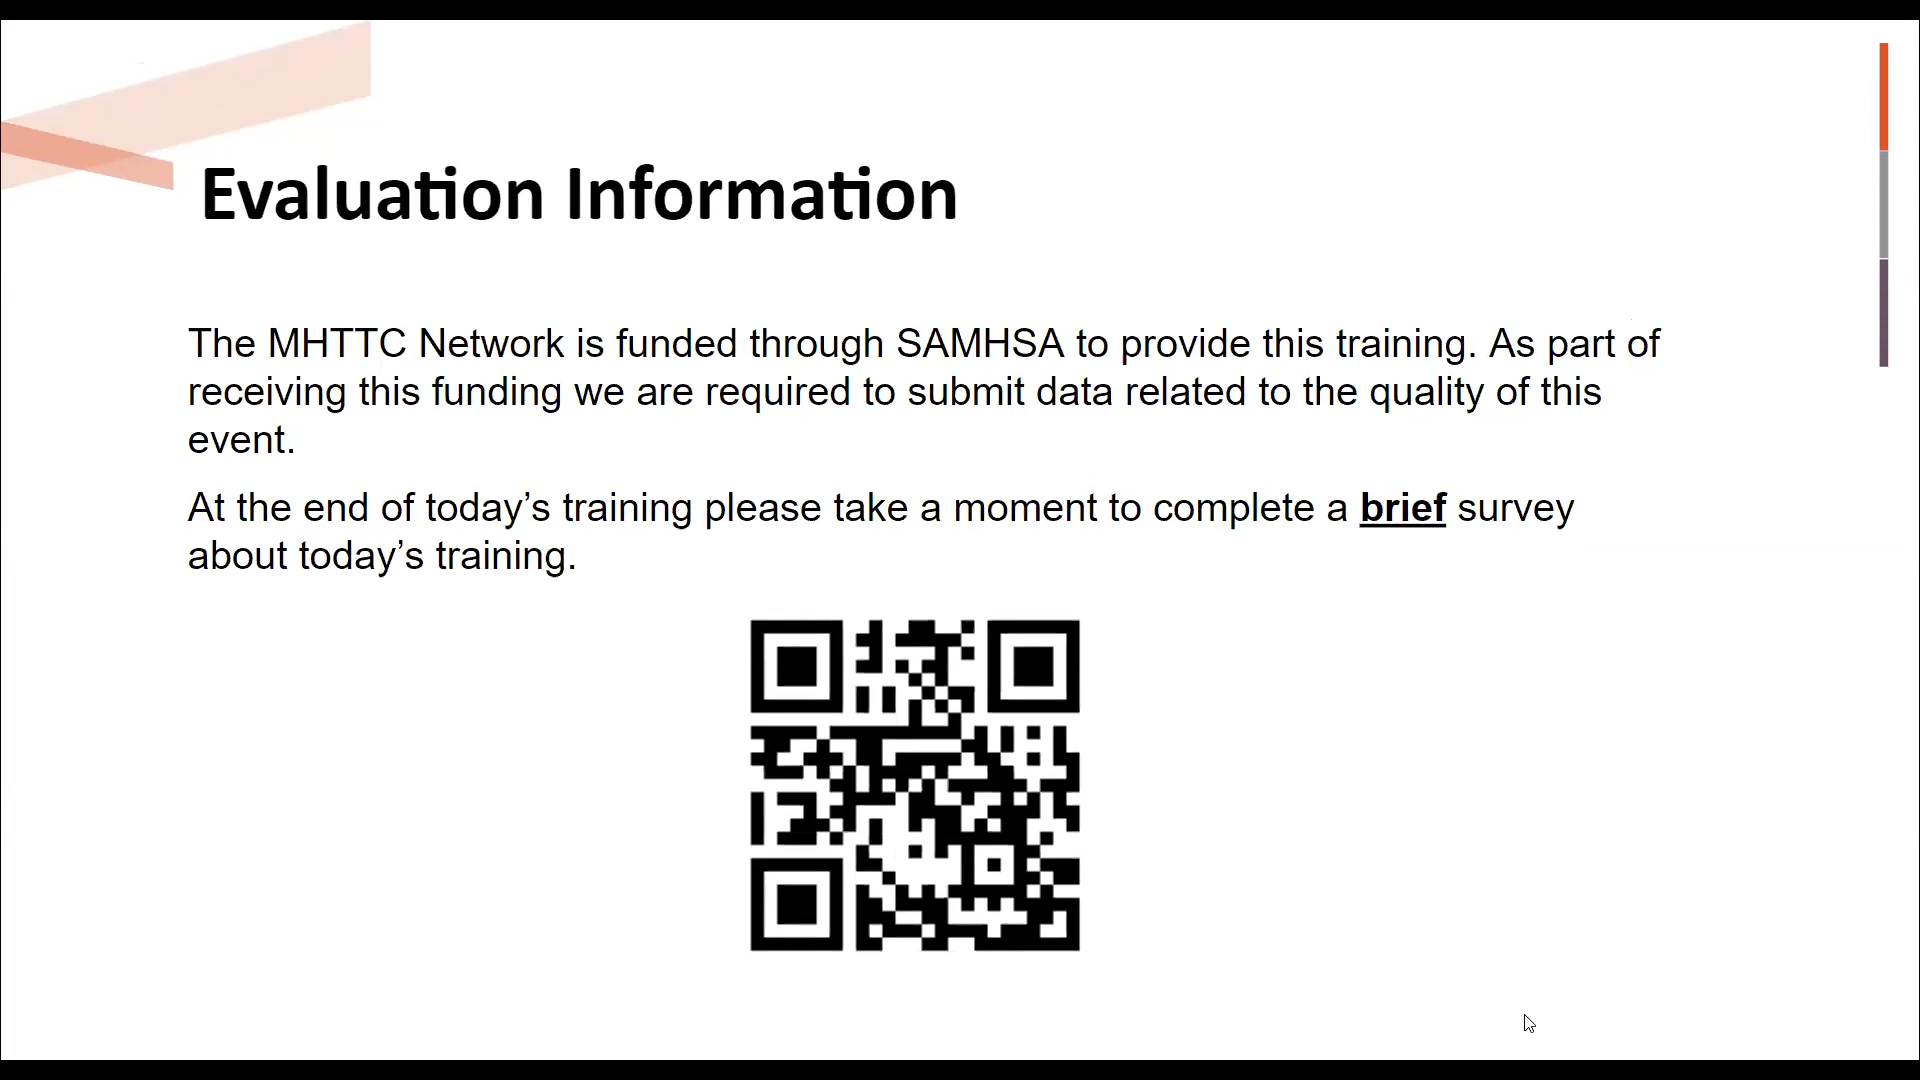 Evaluation Information
The MHTTC Network is funded through SAMHSA to provide this training. As part of
receiving this funding we are required to submit data related to the quality of this
event.
At the end of today’s training please take a moment to complete a brief survey
about today’s training.